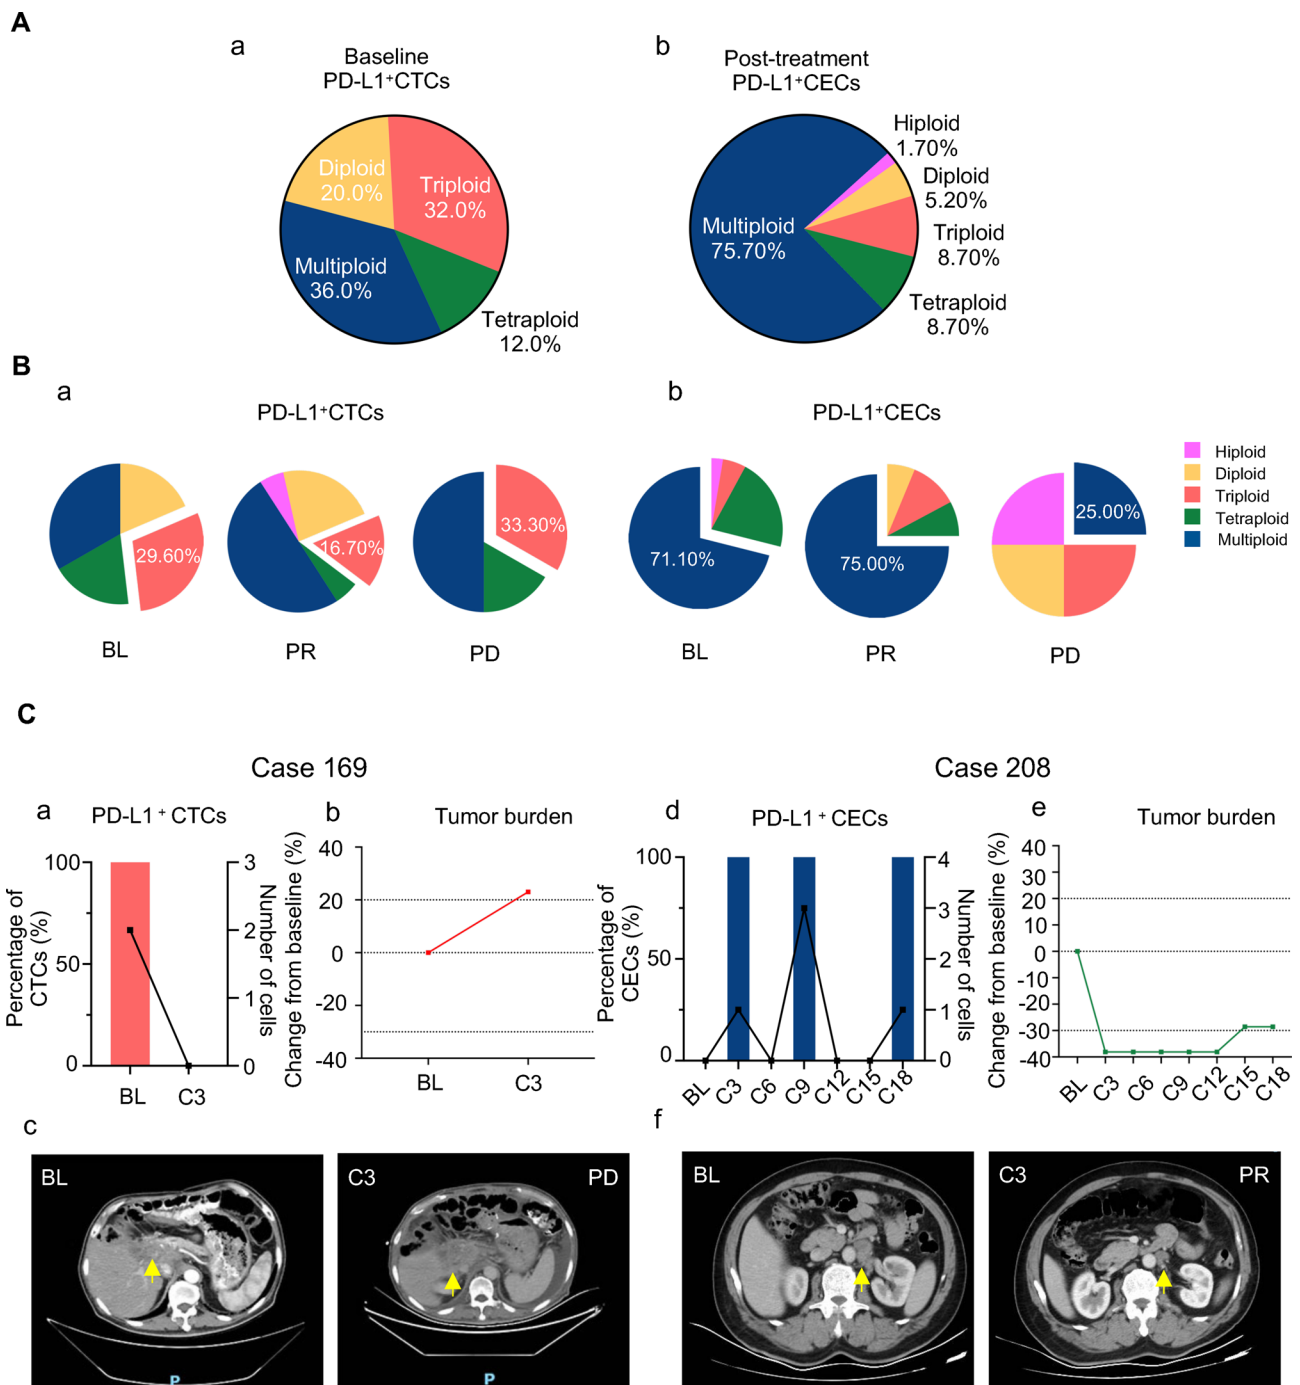 A
a
Baseline
PD-L1+CTCs
Diploid
20.0%
Triploid
32.0%
Multiploid
36.0%
Tetraploid
12.0%
b
Post-treatment
PD-L1+CECs
Hiploid
1.70%
Diploid
5.20%
Triploid
8.70%
Tetraploid
8.70%
Multiploid
75.70%
B
a
PD-L1+CTCs
29.60%
16.70%
33.30%
BL
PR
PD
b
PD-L1+CECs
71.10%
75.00%
25.00%
BL
PR
PD
Hiploid
Diploid
Triploid
Tetraploid
Multiploid
C
Case 169
a
PD-L1 + CTCs
Percentage of
CTCs (%)
100
50
0
3
2
1
0
Number of cells
BL
C3
b
Tumor burden
Change from baseline (%)
40
20
0
-20
-40
BL
C3
c
BL
P
C3
PD
P
Case 208
d
PD-L1 + CECs
Percentage of
CECs (%)
100
50
0
4
3
2
1
0
Number of cells
BL
C3
C6
C9
C12
C15
C18
e
Tumor burden
Change from baseline (%)
40
30
20
10
0
-10
-20
-30
-40
BL
C3
C6
C9
C12
C15
C18
f
BL
C3
PR